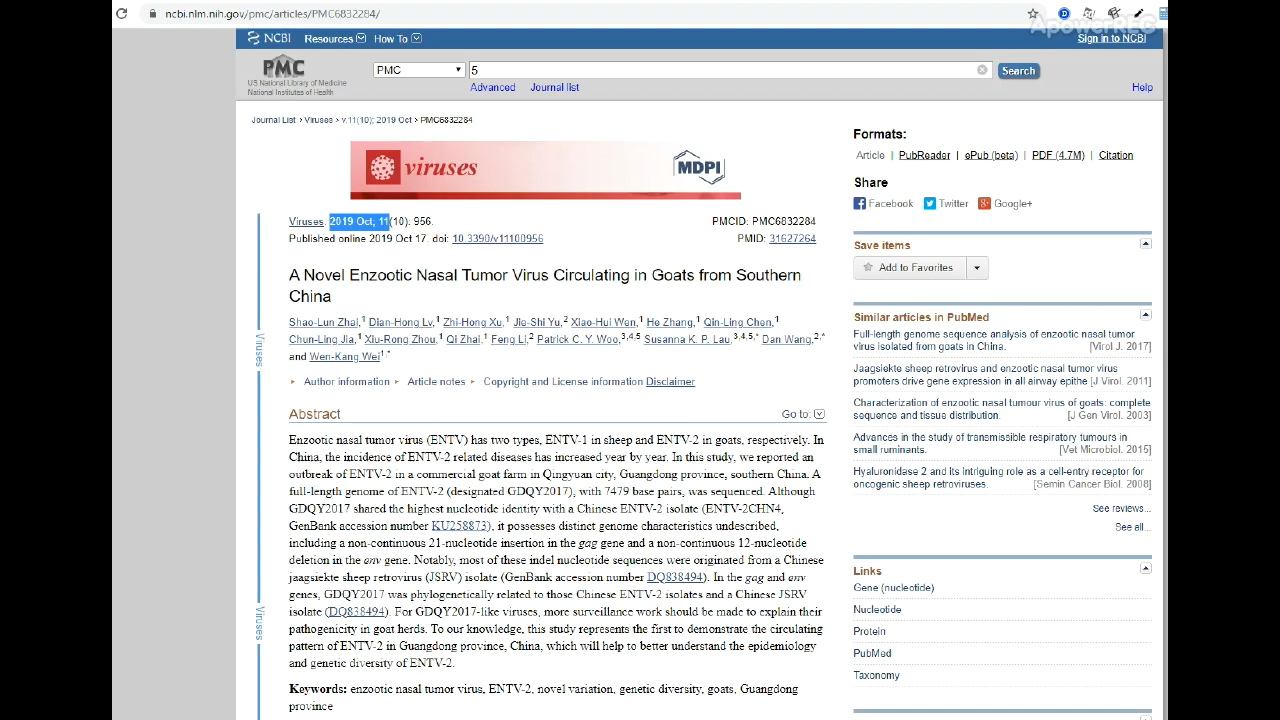 ncbi.nlm.nih.gov/pmc/articles/PMC6832284/
ApowerREC
NCBI Resources How To Sign in to NCBI
PMC
US National Library of Medicine
National Institutes of Health
PMC 5 Search
Advanced Journal list Help
Journal List > Viruses > v.11(10); 2019 Oct > PMC6832284
viruses MDPI
Viruses. 2019 Oct; 11(10): 956. PMCID: PMC6832284
Published online 2019 Oct 17. doi: 10.3390/v11100956 PMID: 31627264
A Novel Enzootic Nasal Tumor Virus Circulating in Goats from Southern
China
Shao-Lun Zhai,1 Dian-Hong Lv,1 Zhi-Hong Xu,1 Jie-Shi Yu,2 Xiao-Hui Wen,1 He Zhang,1 Qin-Ling Chen,1
Chun-Ling Jia,1 Xiu-Rong Zhou,1 Qi Zhai,1 Feng Li,2 Patrick C. Y. Woo,3,4,5 Susanna K. P. Lau,3,4,5,* Dan Wang,2,*
and Wen-Kang Wei1,*
Author information Article notes Copyright and License information Disclaimer
Abstract Go to:
Enzootic nasal tumor virus (ENTV) has two types, ENTV-1 in sheep and ENTV-2 in goats, respectively. In
China, the incidence of ENTV-2 related diseases has increased year by year. In this study, we reported an
outbreak of ENTV-2 in a commercial goat farm in Qingyuan city, Guangdong province, southern China. A
full-length genome of ENTV-2 (designated GDQY2017), with 7479 base pairs, was sequenced. Although
GDQY2017 shared the highest nucleotide identity with a Chinese ENTV-2 isolate (ENTV-2CHN4,
GenBank accession number KU258873), it possesses distinct genome characteristics undescribed,
including a non-continuous 21-nucleotide insertion in the gag gene and a non-continuous 12-nucleotide
deletion in the env gene. Notably, most of these indel nucleotide sequences were originated from a Chinese
jaagsiekte sheep retrovirus (JSRV) isolate (GenBank accession number DQ838494). In the gag and env
genes, GDQY2017 was phylogenetically related to those Chinese ENTV-2 isolates and a Chinese JSRV
isolate (DQ838494). For GDQY2017-like viruses, more surveillance work should be made to explain their
pathogenicity in goat herds. To our knowledge, this study represents the first to demonstrate the circulating
pattern of ENTV-2 in Guangdong province, China, which will help to better understand the epidemiology
and genetic diversity of ENTV-2.
Keywords: enzootic nasal tumor virus, ENTV-2, novel variation, genetic diversity, goats, Guangdong
province
Viruses
Viruses
Formats:
Article | PubReader | ePub (beta) | PDF (4.7M) | Citation
Share
Facebook Twitter Google+
Save items
Add to Favorites
Similar articles in PubMed
Full-length genome sequence analysis of enzootic nasal tumor
virus isolated from goats in China. [Virol J. 2017]
Jaagsiekte sheep retrovirus and enzootic nasal tumor virus
promoters drive gene expression in all airway epithe [J Virol. 2011]
Characterization of enzootic nasal tumour virus of goats: complete
sequence and tissue distribution. [J Gen Virol. 2003]
Advances in the study of transmissible respiratory tumours in
small ruminants. [Vet Microbiol. 2015]
Hyaluronidase 2 and its intriguing role as a cell-entry receptor for
oncogenic sheep retroviruses. [Semin Cancer Biol. 2008]
See reviews...
See all...
Links
Gene (nucleotide)
Nucleotide
Protein
PubMed
Taxonomy